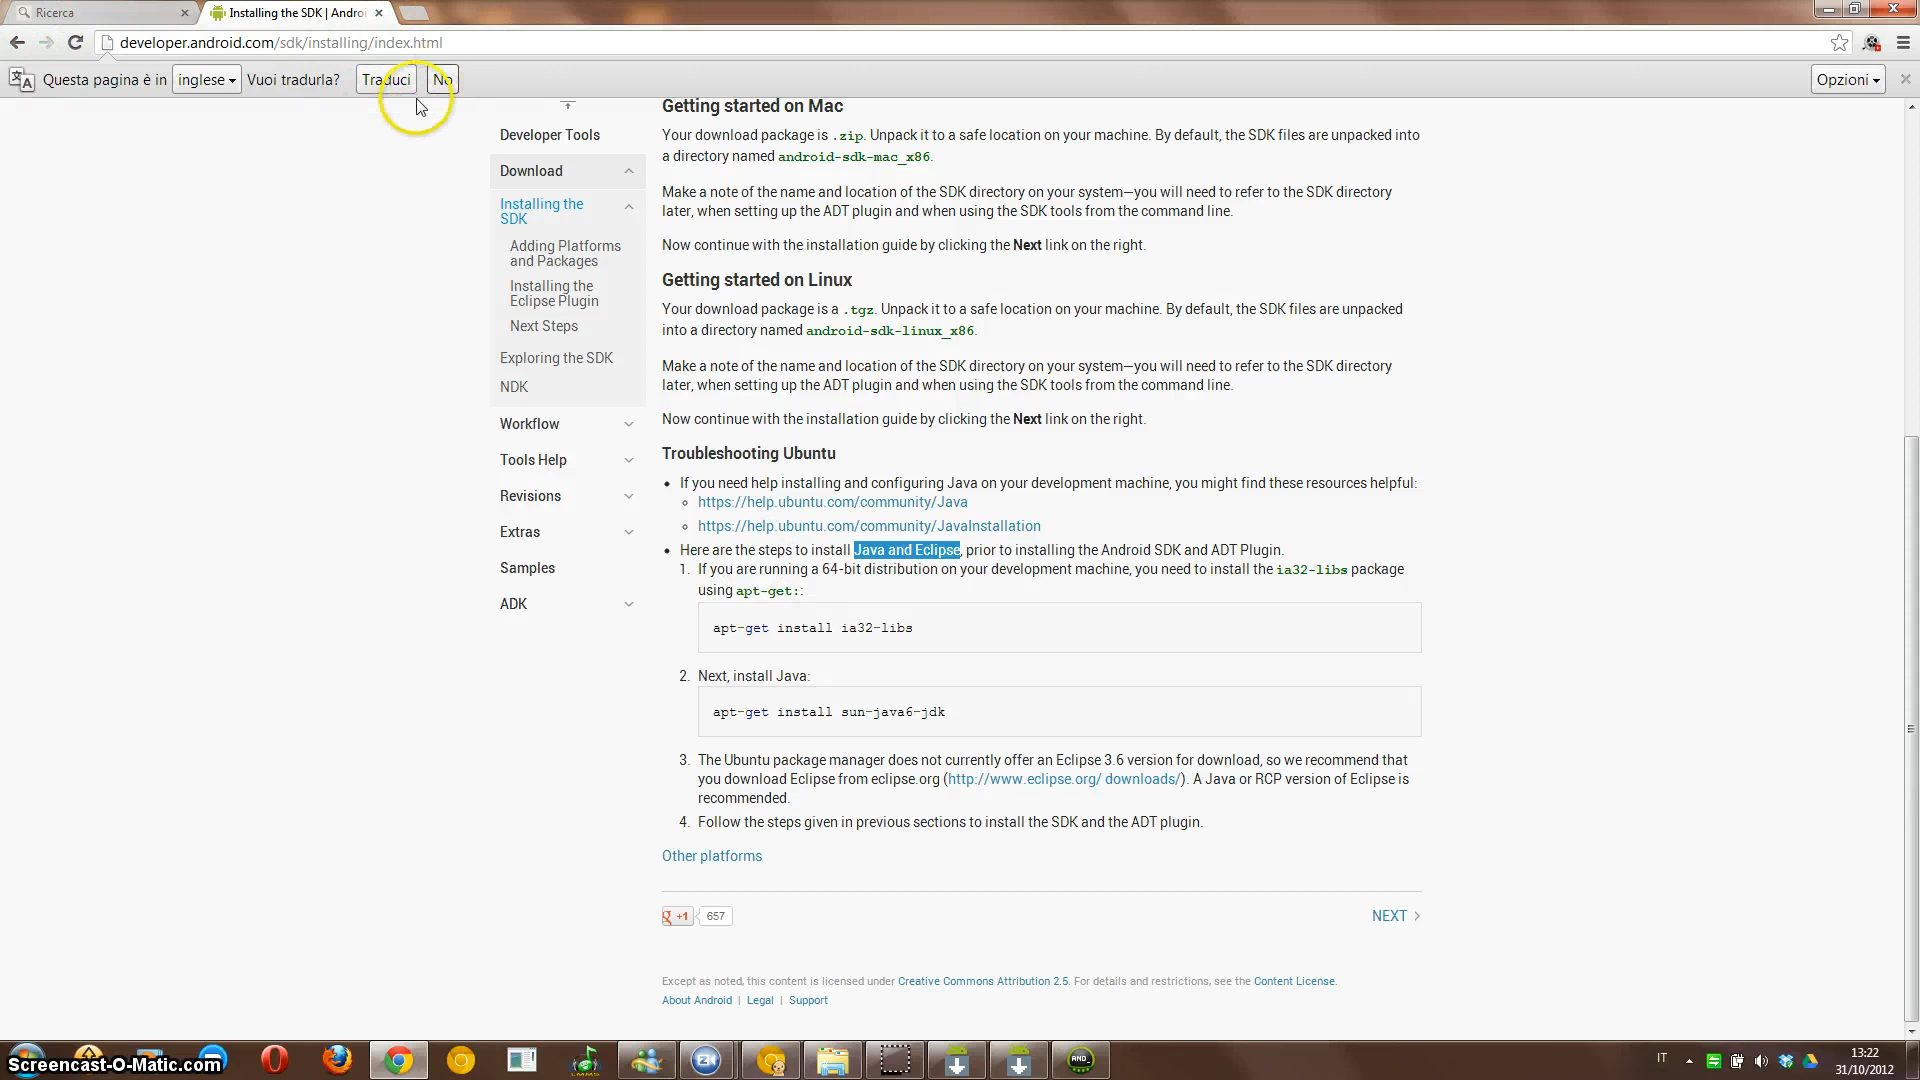 Ricerca
Installing the SDK | Andro
developer.android.com/sdk/installing/index.html
Questa pagina è in inglese Vuoi tradurla? Traduci No Opzioni
Developer Tools
Download
Installing the
SDK
Adding Platforms
and Packages
Installing the
Eclipse Plugin
Next Steps
Exploring the SDK
NDK
Workflow
Tools Help
Revisions
Extras
Samples
ADK
Getting started on Mac
Your download package is .zip. Unpack it to a safe location on your machine. By default, the SDK files are unpacked into
a directory named android-sdk-mac_x86.
Make a note of the name and location of the SDK directory on your system—you will need to refer to the SDK directory
later, when setting up the ADT plugin and when using the SDK tools from the command line.
Now continue with the installation guide by clicking the Next link on the right.
Getting started on Linux
Your download package is a .tgz. Unpack it to a safe location on your machine. By default, the SDK files are unpacked
into a directory named android-sdk-linux_x86.
Make a note of the name and location of the SDK directory on your system—you will need to refer to the SDK directory
later, when setting up the ADT plugin and when using the SDK tools from the command line.
Now continue with the installation guide by clicking the Next link on the right.
Troubleshooting Ubuntu
• If you need help installing and configuring Java on your development machine, you might find these resources helpful:
https://help.ubuntu.com/community/Java
https://help.ubuntu.com/community/JavaInstallation
• Here are the steps to install Java and Eclipse, prior to installing the Android SDK and ADT Plugin.
1. If you are running a 64-bit distribution on your development machine, you need to install the ia32-libs package
using apt-get::
apt-get install ia32-libs
2. Next, install Java:
apt-get install sun-java6-jdk
3. The Ubuntu package manager does not currently offer an Eclipse 3.6 version for download, so we recommend that
you download Eclipse from eclipse.org (http://www.eclipse.org/ downloads/). A Java or RCP version of Eclipse is
recommended.
4. Follow the steps given in previous sections to install the SDK and the ADT plugin.
Other platforms
g +1 657
NEXT
Except as noted, this content is licensed under Creative Commons Attribution 2.5. For details and restrictions, see the Content License.
About Android | Legal | Support
Screencast-O-Matic.com
LMMS
AND_
IT
13:22
31/10/2012